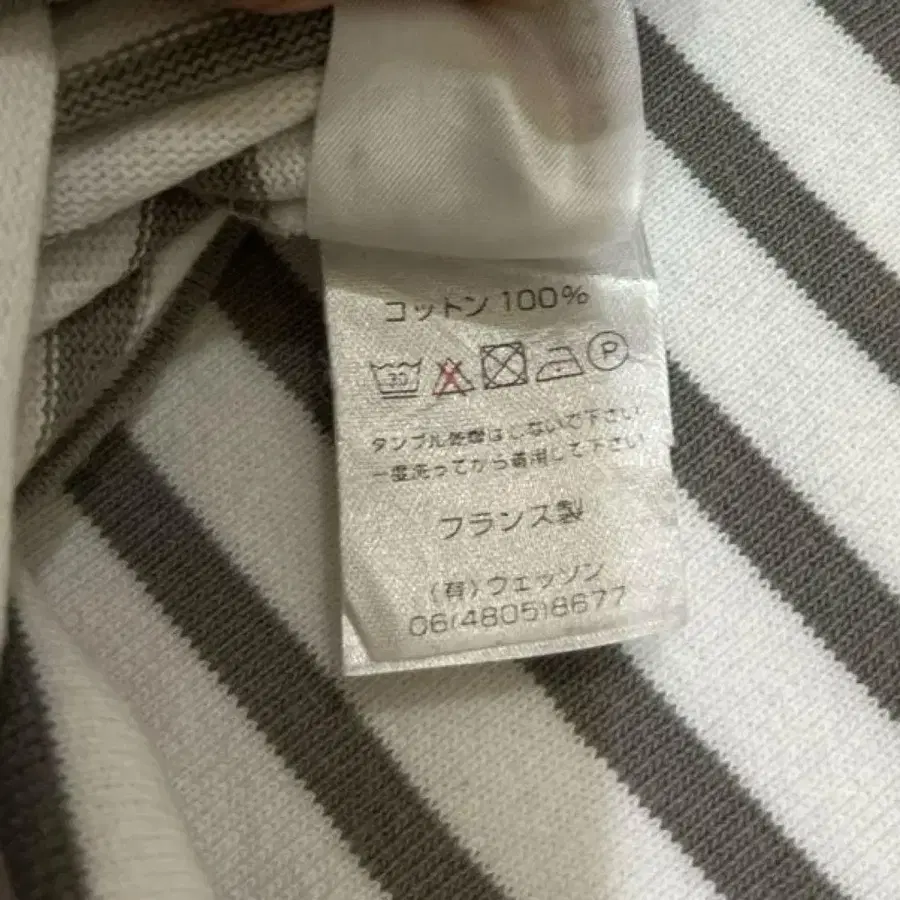 コットン 100%
30 P
タンブル乾燥はしないで下さい
一度洗ってから着用して下さい
フランス製
(有)ウェッソン
06(4805)8677